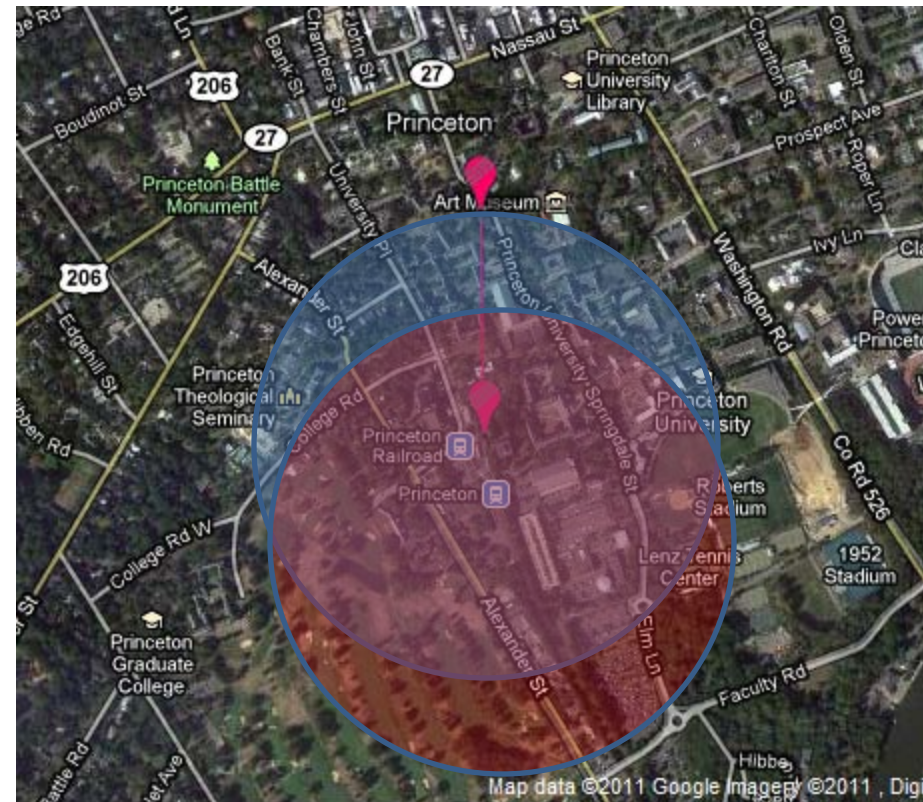 Nassau St
Chambers St
John St
Bank St
27
206
Boudinot St
Princeton
University
Library
Charlton St
Olden St
Prospect Ave
Roper Ln
27
Princeton
Princeton Battle
Monument
University Pl
Art Museum
Ivy Ln
Washington Rd
206
Alexander St
Edgehill St
Princeton
Theological
Seminary
College Rd
University
Springdale
St
Princeton
University
Princeton
Railroad
Princeton
Roberts
Stadium
Co Rd 526
Lenz Tennis
Center
1952
Stadium
College Rd W
Alexander St
Elm Ln
Princeton
Graduate
College
Faculty Rd
Map data ©2011 Google Imagery ©2011 , Dig